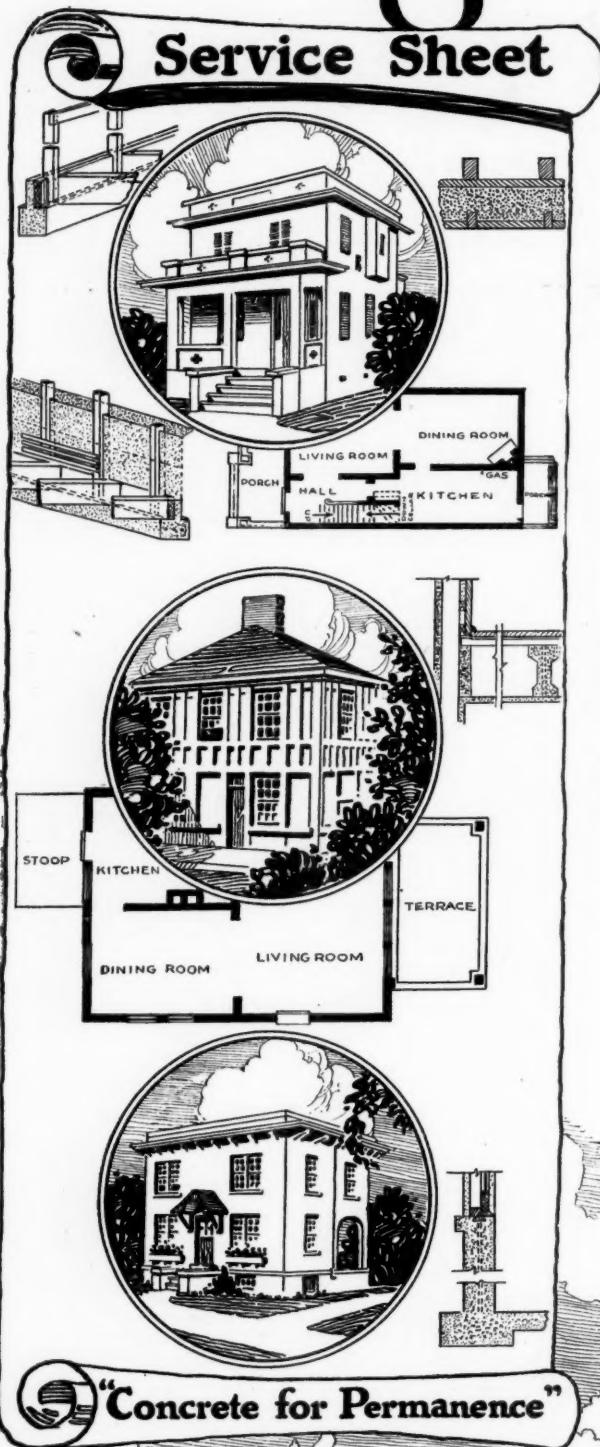 Service Sheet
DINING ROOM
LIVING ROOM
GAS
PORCH
HALL
KITCHEN
PORCH
UP
STOOP
KITCHEN
TERRACE
LIVING ROOM
DINING ROOM
"Concrete for Permanence"